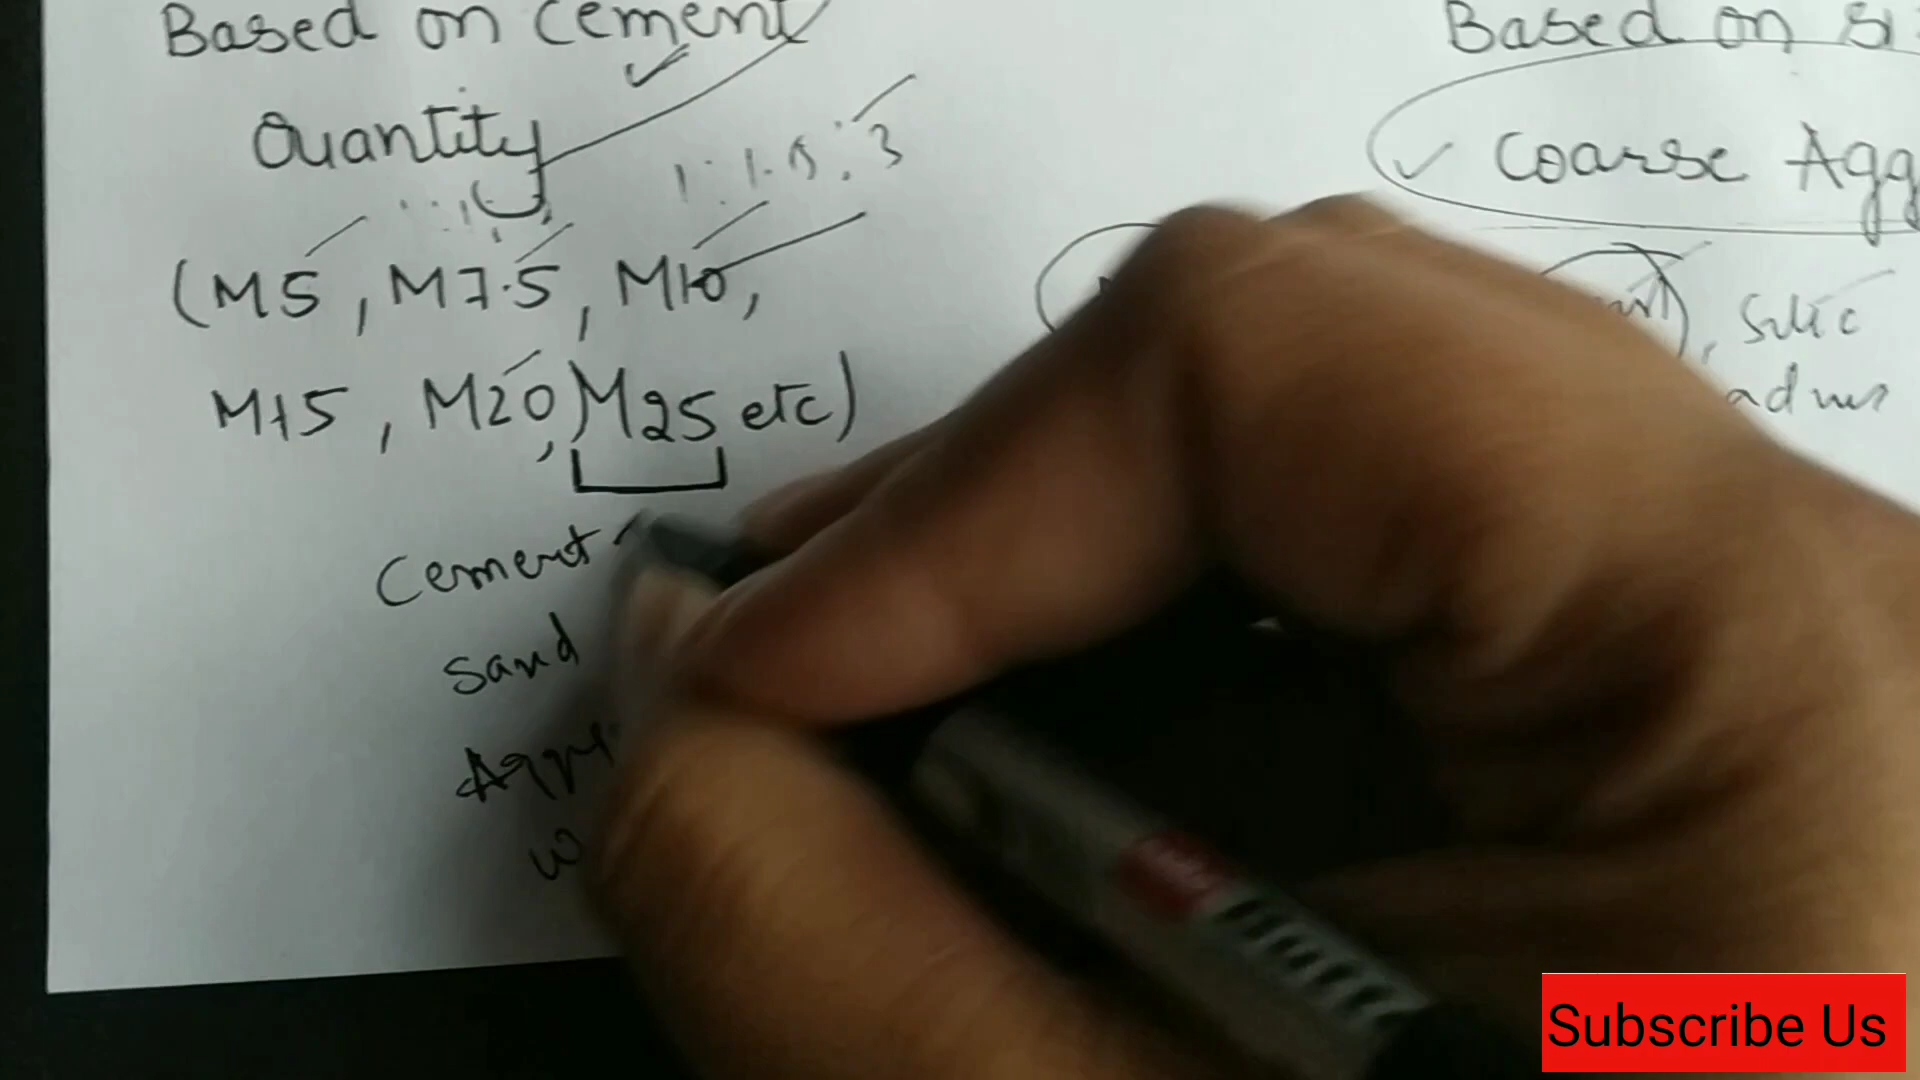 Based on cement
Quantity
1:1.5:3
(M5, M7.5, M10,
M15, M20, M25 etc)
Cement
Sand
Based on
✓ Coarse Agg
, Silic
Subscribe Us